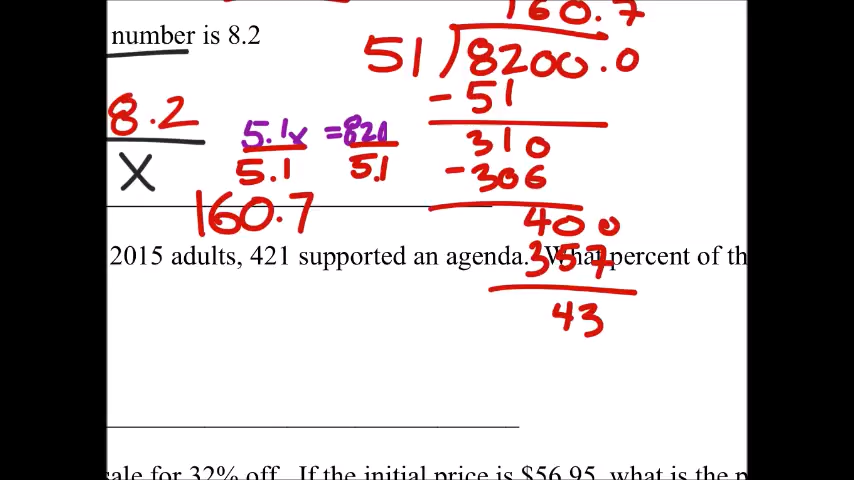 number is 8.2
160.7
51 8200.0
- 51
310
- 306
400
357
43
8.2
X
5.1x = 820
5.1 5.1
160.7
2015 adults, 421 supported an agenda. What percent of th
sale for 32% off. If the initial price is $56.95, what is the p